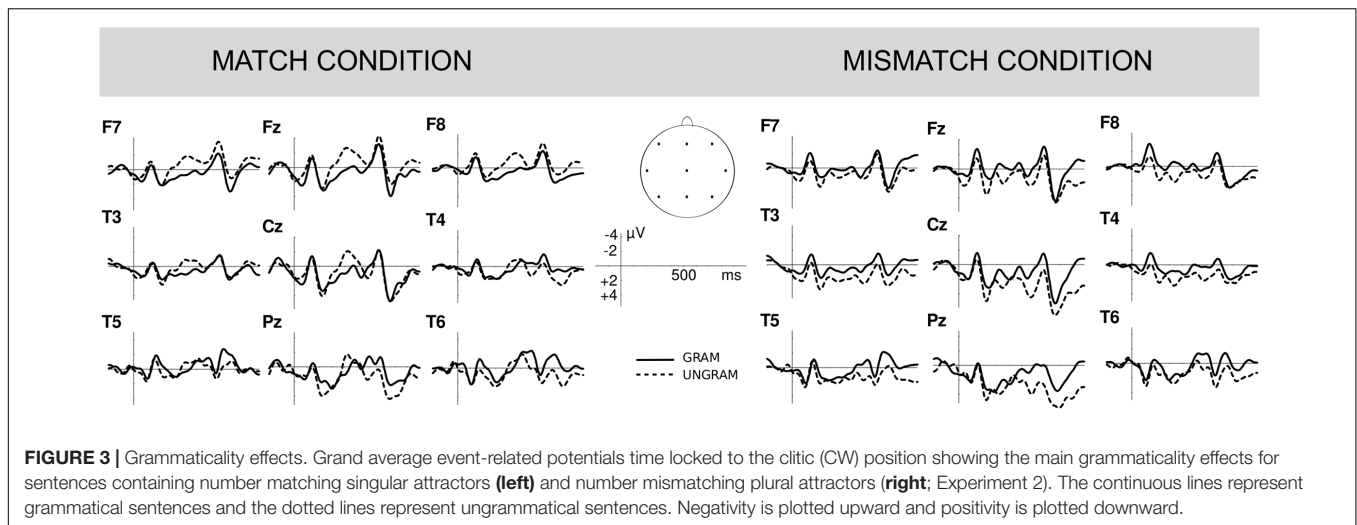 MATCH CONDITION MISMATCH CONDITION
F7 Fz F8 F7 Fz F8
T3 Cz T4 T3 Cz T4
-4 µV
-2
500 ms
+2
+4
T5 Pz T6 T5 Pz T6
GRAM
UNGRAM
FIGURE 3 | Grammaticality effects. Grand average event-related potentials time locked to the clitic (CW) position showing the main grammaticality effects for
sentences containing number matching singular attractors (left) and number mismatching plural attractors (right; Experiment 2). The continuous lines represent
grammatical sentences and the dotted lines represent ungrammatical sentences. Negativity is plotted upward and positivity is plotted downward.